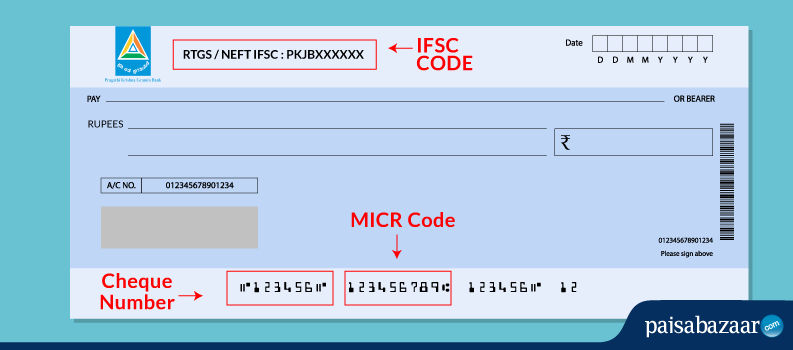 RTGS / NEFT IFSC : PKJBXXXXXX
IFSC
CODE
Date
D D M M Y Y Y Y
Pragathi Krishna Gramin Bank
PAY
OR BEARER
RUPEES
₹
A/C NO. 012345678901234
MICR Code
012345678901234
Please sign above
Cheque
Number
⑈123456⑈ 123456789⑆ 123456⑈ 12
paisabazaar.com